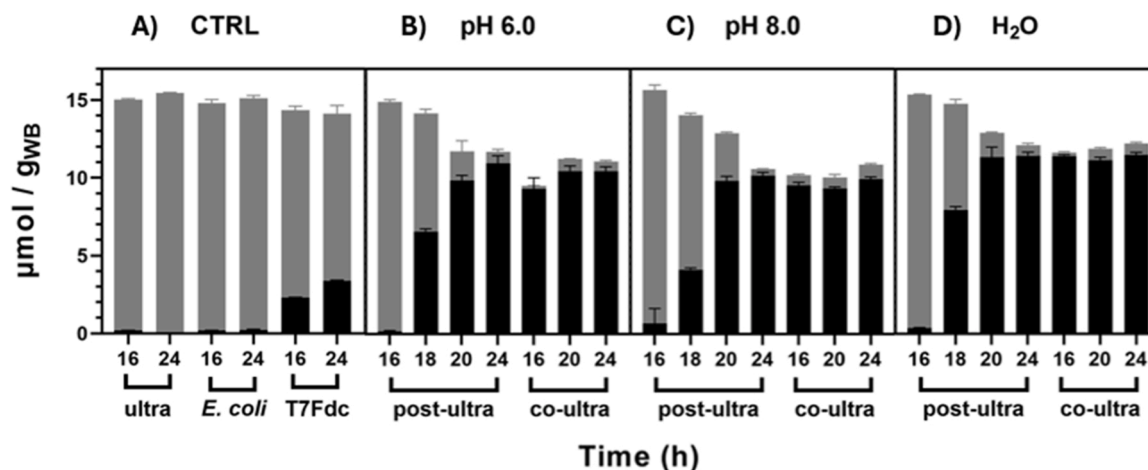 A) CTRL B) pH 6.0 C) pH 8.0 D) H₂O
µmol / gWB
15
10
5
0
16 24 16 24 16 24 16 18 20 24 16 20 24 16 18 20 24 16 20 24 16 18 20 24 16 20 24
ultra E. coli T7Fdc post-ultra co-ultra post-ultra co-ultra post-ultra co-ultra
Time (h)